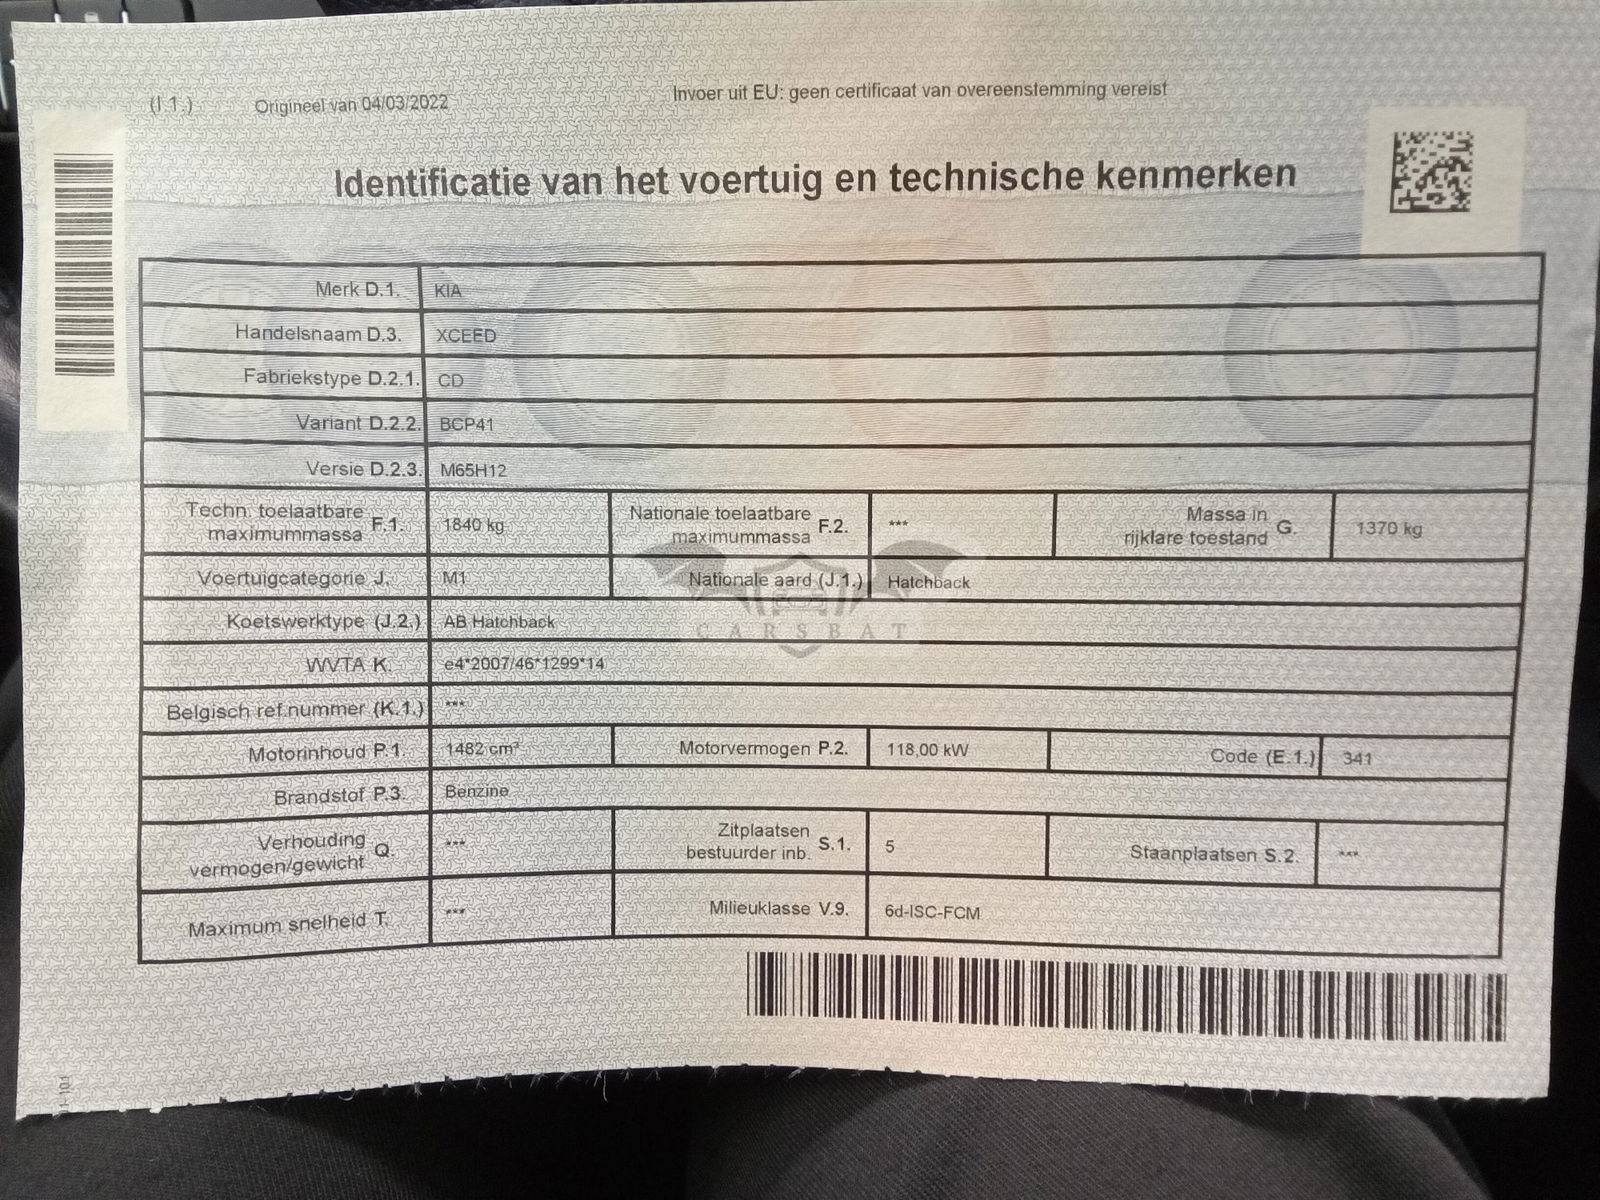 (I.1.) Origineel van 04/03/2022 Invoer uit EU: geen certificaat van overeenstemming vereist
Identificatie van het voertuig en technische kenmerken
Merk D.1. KIA
Handelsnaam D.3. XCEED
Fabriekstype D.2.1. CD
Variant D.2.2. BCP41
Versie D.2.3. M65H12
Techn. toelaatbare maximummassa F.1. 1840 kg Nationale toelaatbare maximummassa F.2. *** Massa in rijklare toestand G. 1370 kg
Voertuigcategorie J. M1 Nationale aard (J.1.) Hatchback
Koetswerktype (J.2.) AB Hatchback
CARSBAT
WVTA K. e4*2007/46*1299*14
Belgisch ref.nummer (K.1.) ***
Motorinhoud P.1. 1482 cm³ Motorvermogen P.2. 118,00 kW Code (E.1.) 341
Brandstof P.3. Benzine
Verhouding vermogen/gewicht Q. *** Zitplaatsen bestuurder inb. S.1. 5 Staanplaatsen S.2. ***
Maximum snelheid T. *** Milieuklasse V.9. 6d-ISC-FCM